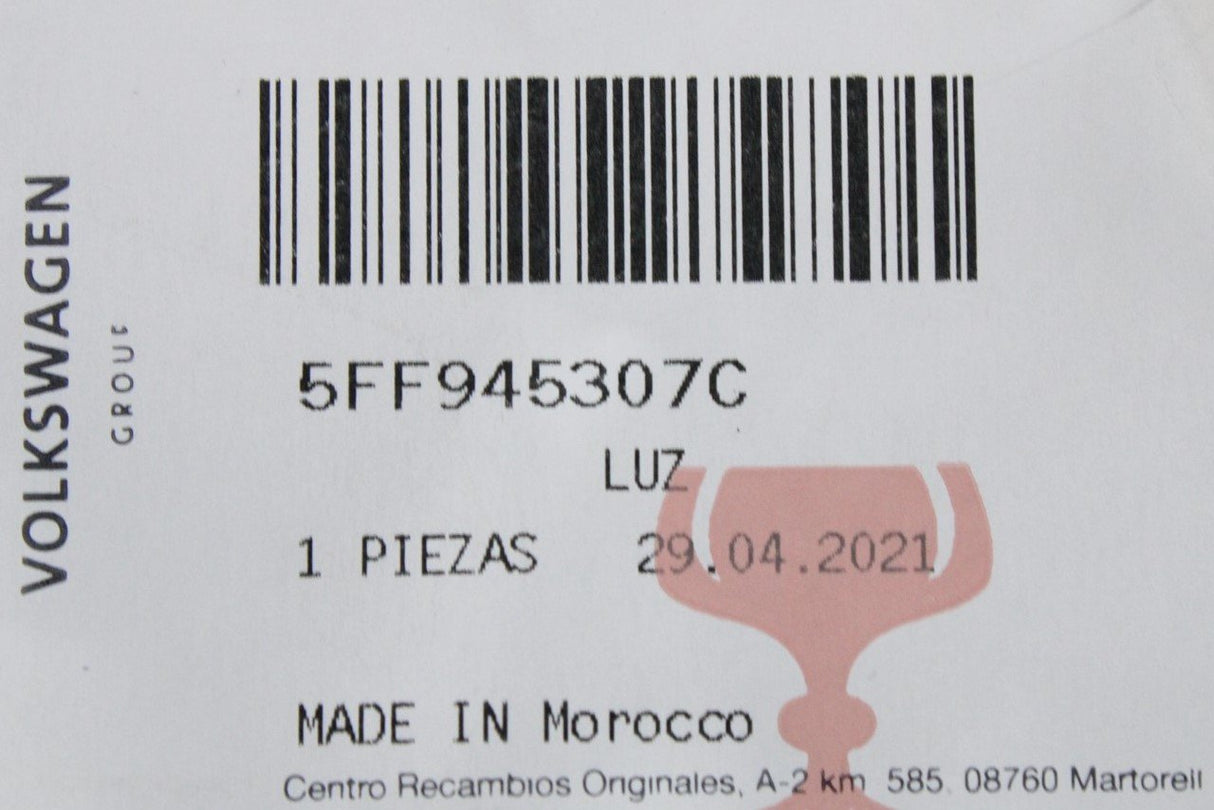 VOLKSWAGEN
GROUP
5FF945307C
LUZ
1 PIEZAS 29.04.2021
MADE IN Morocco
Centro Recambios Originales, A-2 km 585. 08760 Martorell